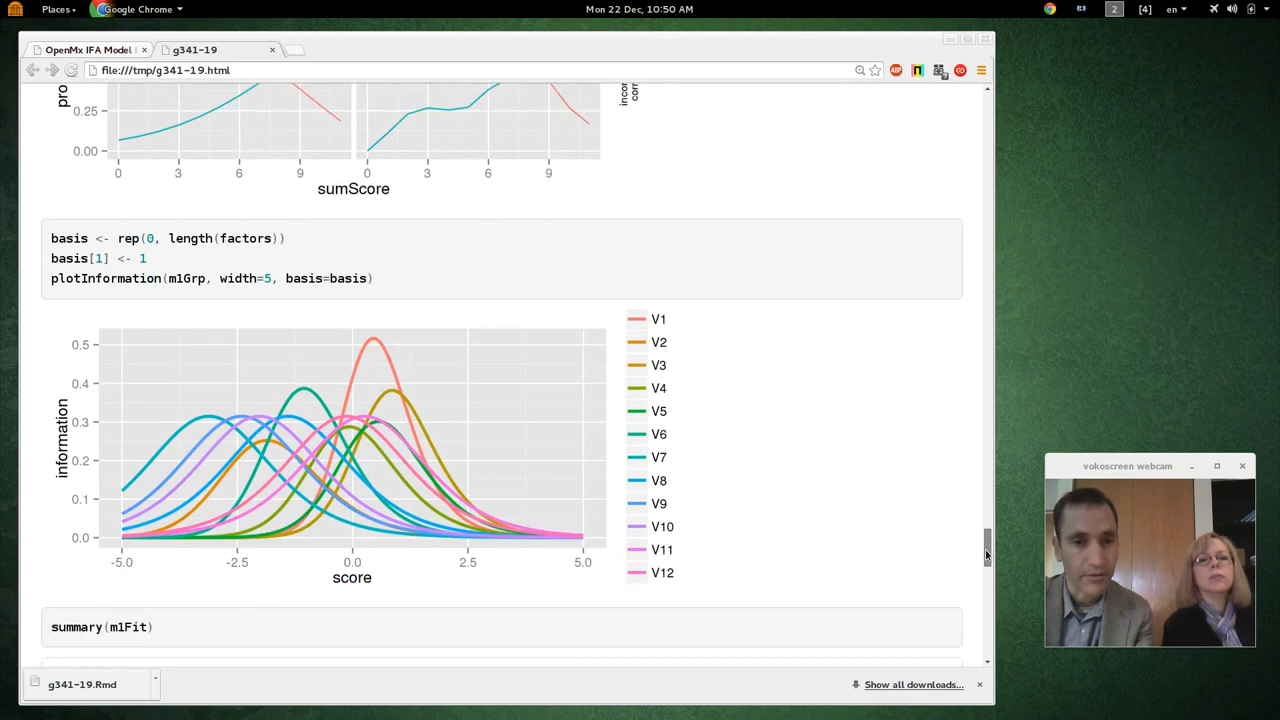 Places
Google Chrome
Mon 22 Dec, 10:50 AM
2
[4]
en
OpenMx IFA Model
g341-19
file:///tmp/g341-19.html
ABP
pro
0.25
0.00
0 3 6 9 0 3 6 9
sumScore
incor
corr
basis <- rep(0, length(factors))
basis[1] <- 1
plotInformation(m1Grp, width=5, basis=basis)
information
0.5
0.4
0.3
0.2
0.1
0.0
-5.0 -2.5 0.0 2.5 5.0
score
V1
V2
V3
V4
V5
V6
V7
V8
V9
V10
V11
V12
summary(m1Fit)
vokoscreen webcam
g341-19.Rmd
Show all downloads...